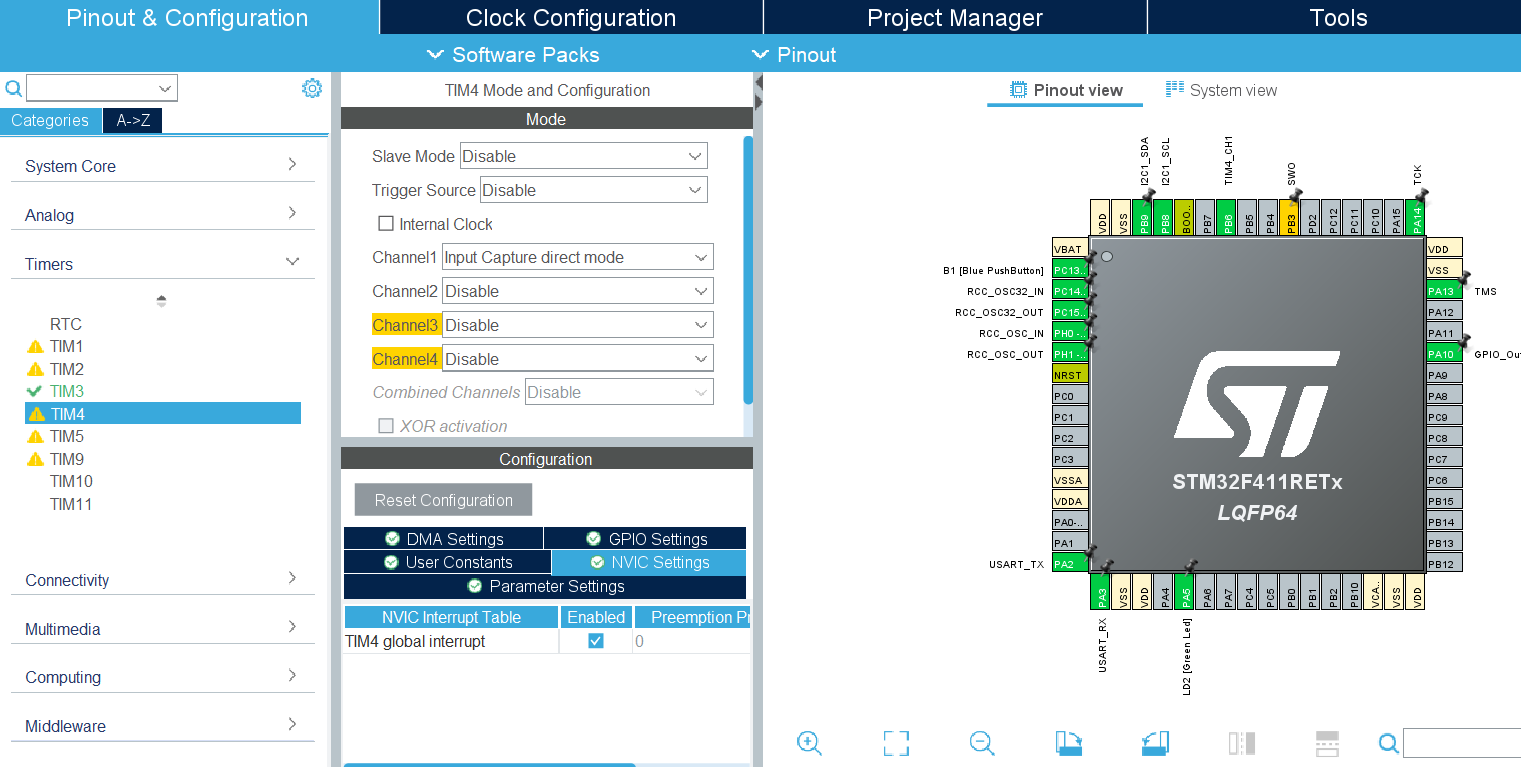 Pinout & Configuration
Clock Configuration
Project Manager
Tools
Software Packs
Pinout
Categories
A->Z
System Core
Analog
Timers
RTC
TIM1
TIM2
TIM3
TIM4
TIM5
TIM9
TIM10
TIM11
Connectivity
Multimedia
Computing
Middleware
TIM4 Mode and Configuration
Mode
Slave Mode Disable
Trigger Source Disable
Internal Clock
Channel1 Input Capture direct mode
Channel2 Disable
Channel3 Disable
Channel4 Disable
Combined Channels Disable
XOR activation
Configuration
Reset Configuration
DMA Settings
GPIO Settings
User Constants
NVIC Settings
Parameter Settings
NVIC Interrupt Table Enabled Preemption Pr
TIM4 global interrupt 0
Pinout view
System view
I2C1_SDA
I2C1_SCL
TIM4_CH1
SWO
TCK
VDD
VSS
PB9
PB8
BOO..
PB7
PB6
PB5
PB4
PB3
PD2
PC12
PC11
PC10
PA15
PA14
VBAT
B1 [Blue PushButton] PC13..
RCC_OSC32_IN PC14..
RCC_OSC32_OUT PC15..
RCC_OSC_IN PH0 -..
RCC_OSC_OUT PH1 -..
NRST
PC0
PC1
PC2
PC3
VSSA
VDDA
PA0-..
PA1
USART_TX PA2
STM32F411RETx
LQFP64
VDD
VSS
PA13 TMS
PA12
PA11
PA10 GPIO_Out
PA9
PA8
PC9
PC8
PC7
PC6
PB15
PB14
PB13
PB12
PA3
VSS
VDD
PA4
PA5
PA6
PA7
PC4
PC5
PB0
PB1
PB2
PB10
VCA..
VSS
VDD
USART_RX
LD2 [Green Led]